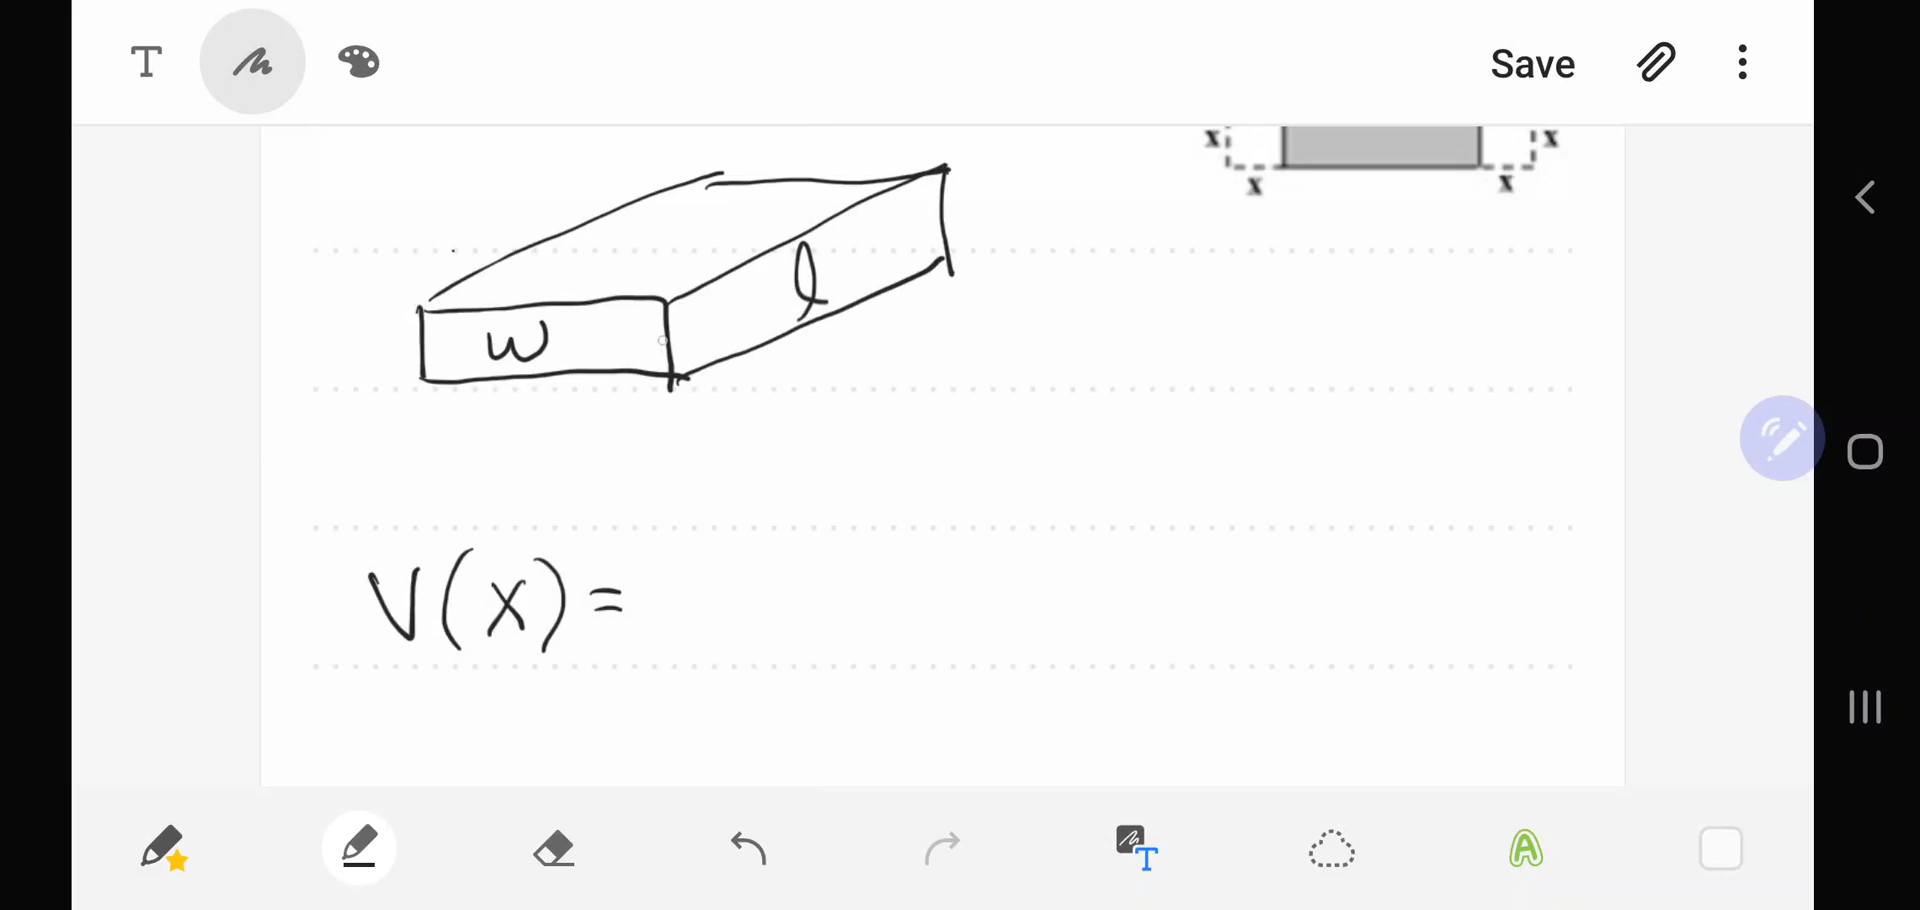 T Save
x x
x x
l
w
V(x)=
T A